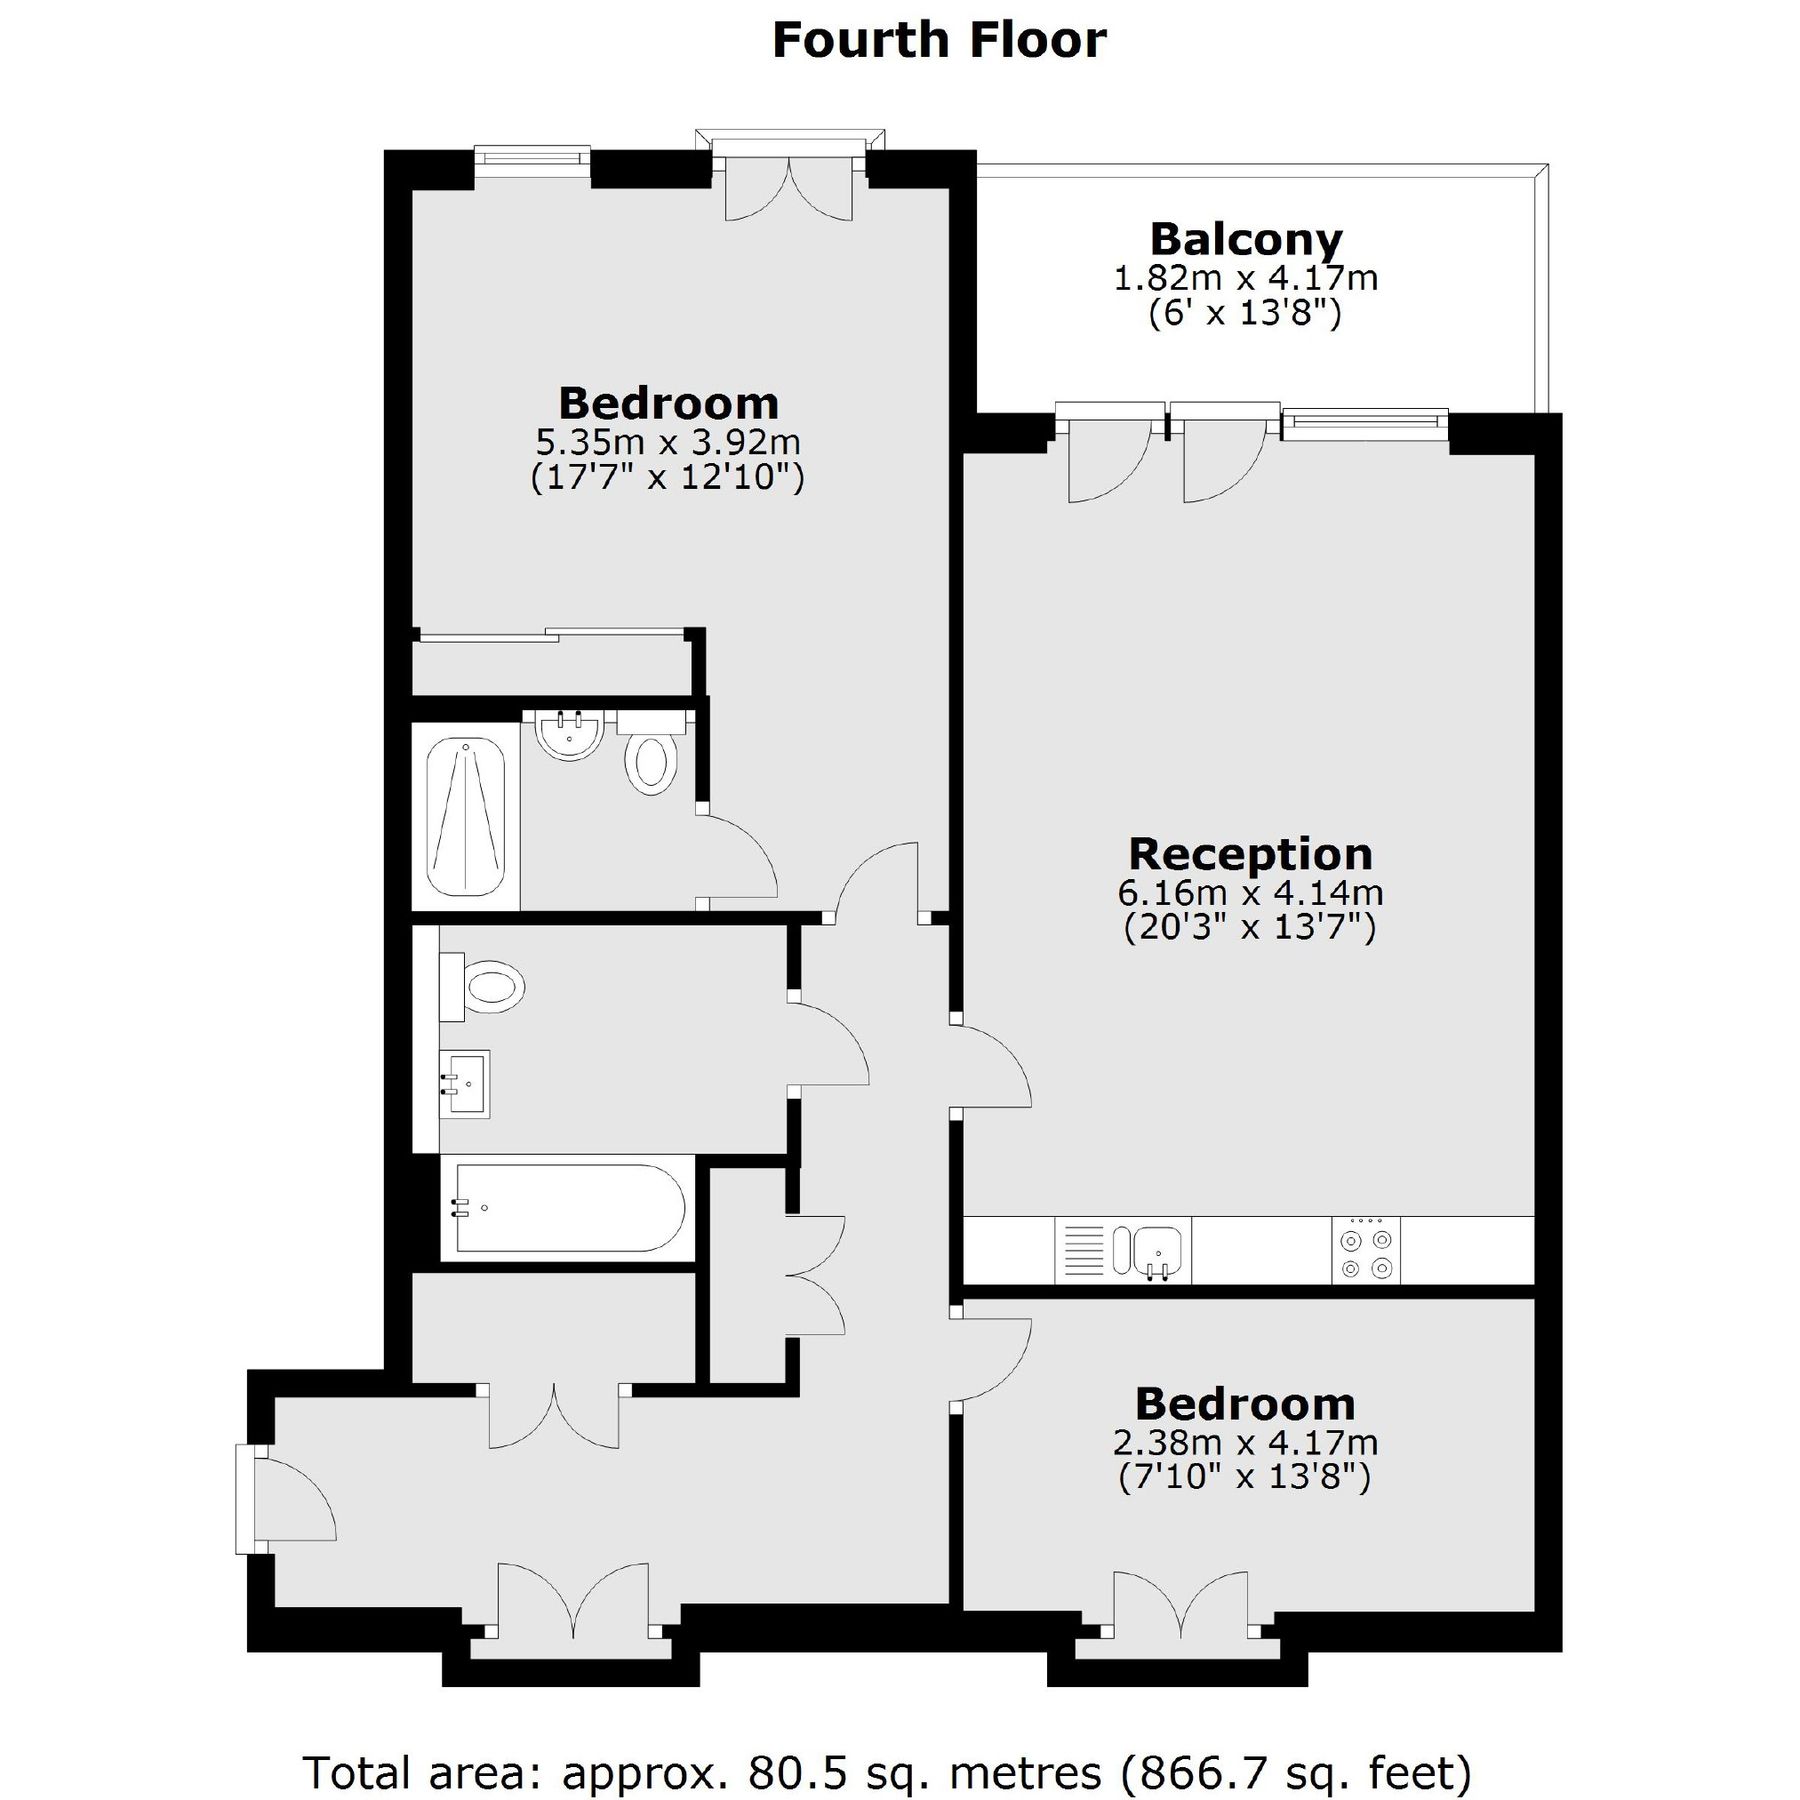 Fourth Floor
Balcony
1.82m x 4.17m
(6' x 13'8")
Bedroom
5.35m x 3.92m
(17'7" x 12'10")
Reception
6.16m x 4.14m
(20'3" x 13'7")
Bedroom
2.38m x 4.17m
(7'10" x 13'8")
Total area: approx. 80.5 sq. metres (866.7 sq. feet)